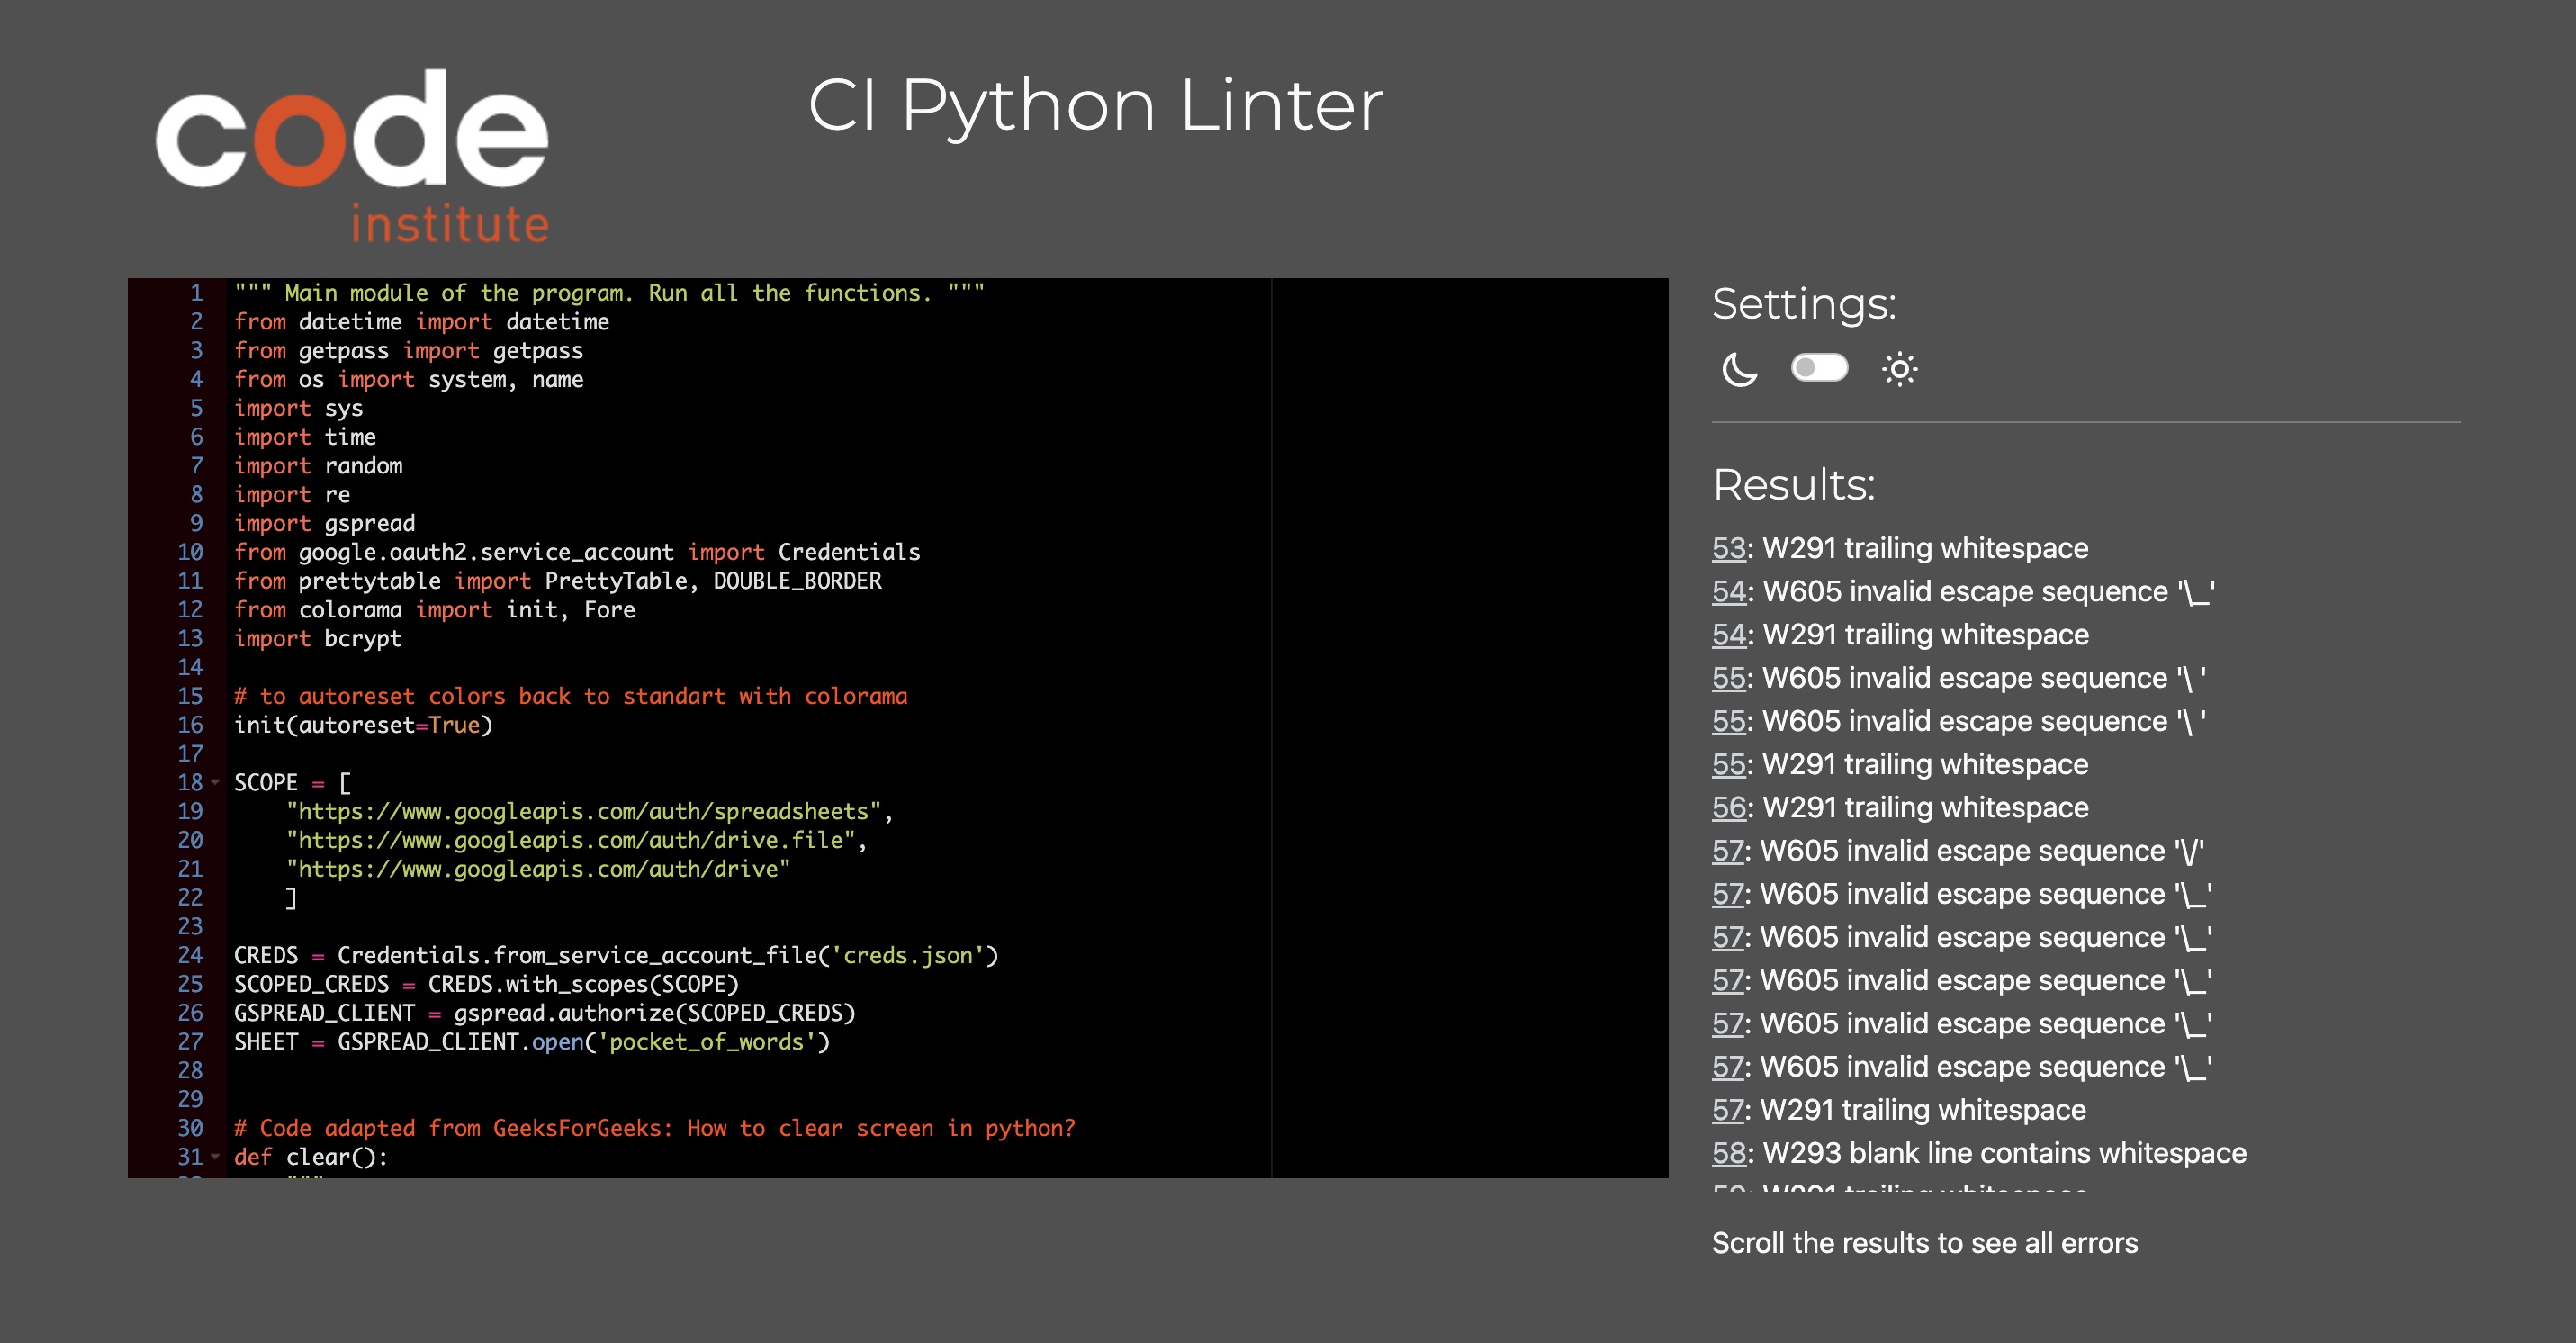 code
institute
CI Python Linter
1 """ Main module of the program. Run all the functions. """
2 from datetime import datetime
3 from getpass import getpass
4 from os import system, name
5 import sys
6 import time
7 import random
8 import re
9 import gspread
10 from google.oauth2.service_account import Credentials
11 from prettytable import PrettyTable, DOUBLE_BORDER
12 from colorama import init, Fore
13 import bcrypt
14
15 # to autoreset colors back to standart with colorama
16 init(autoreset=True)
17
18 SCOPE = [
19     "https://www.googleapis.com/auth/spreadsheets",
20     "https://www.googleapis.com/auth/drive.file",
21     "https://www.googleapis.com/auth/drive"
22     ]
23
24 CREDS = Credentials.from_service_account_file('creds.json')
25 SCOPED_CREDS = CREDS.with_scopes(SCOPE)
26 GSPREAD_CLIENT = gspread.authorize(SCOPED_CREDS)
27 SHEET = GSPREAD_CLIENT.open('pocket_of_words')
28
29
30 # Code adapted from GeeksForGeeks: How to clear screen in python?
31 def clear():
Settings:
Results:
53: W291 trailing whitespace
54: W605 invalid escape sequence '\_'
54: W291 trailing whitespace
55: W605 invalid escape sequence '\ '
55: W605 invalid escape sequence '\ '
55: W291 trailing whitespace
56: W291 trailing whitespace
57: W605 invalid escape sequence '\/'
57: W605 invalid escape sequence '\_'
57: W605 invalid escape sequence '\_'
57: W605 invalid escape sequence '\_'
57: W605 invalid escape sequence '\_'
57: W605 invalid escape sequence '\_'
57: W291 trailing whitespace
58: W293 blank line contains whitespace
59: W291 trailing whitespace
Scroll the results to see all errors